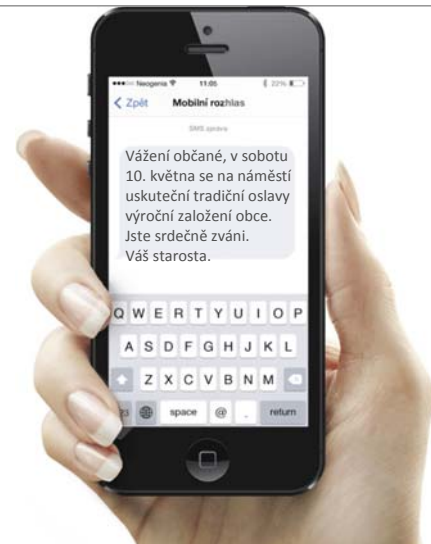 Neogenia 11:05 22%
Zpět Mobilní rozhlas
SMS zpráva
Vážení občané, v sobotu
10. května se na náměstí
uskuteční tradiční oslavy
výroční založení obce.
Jste srdečně zváni.
Váš starosta.
Q W E R T Y U I O P
A S D F G H J K L
Z X C V B N M
space @ . return